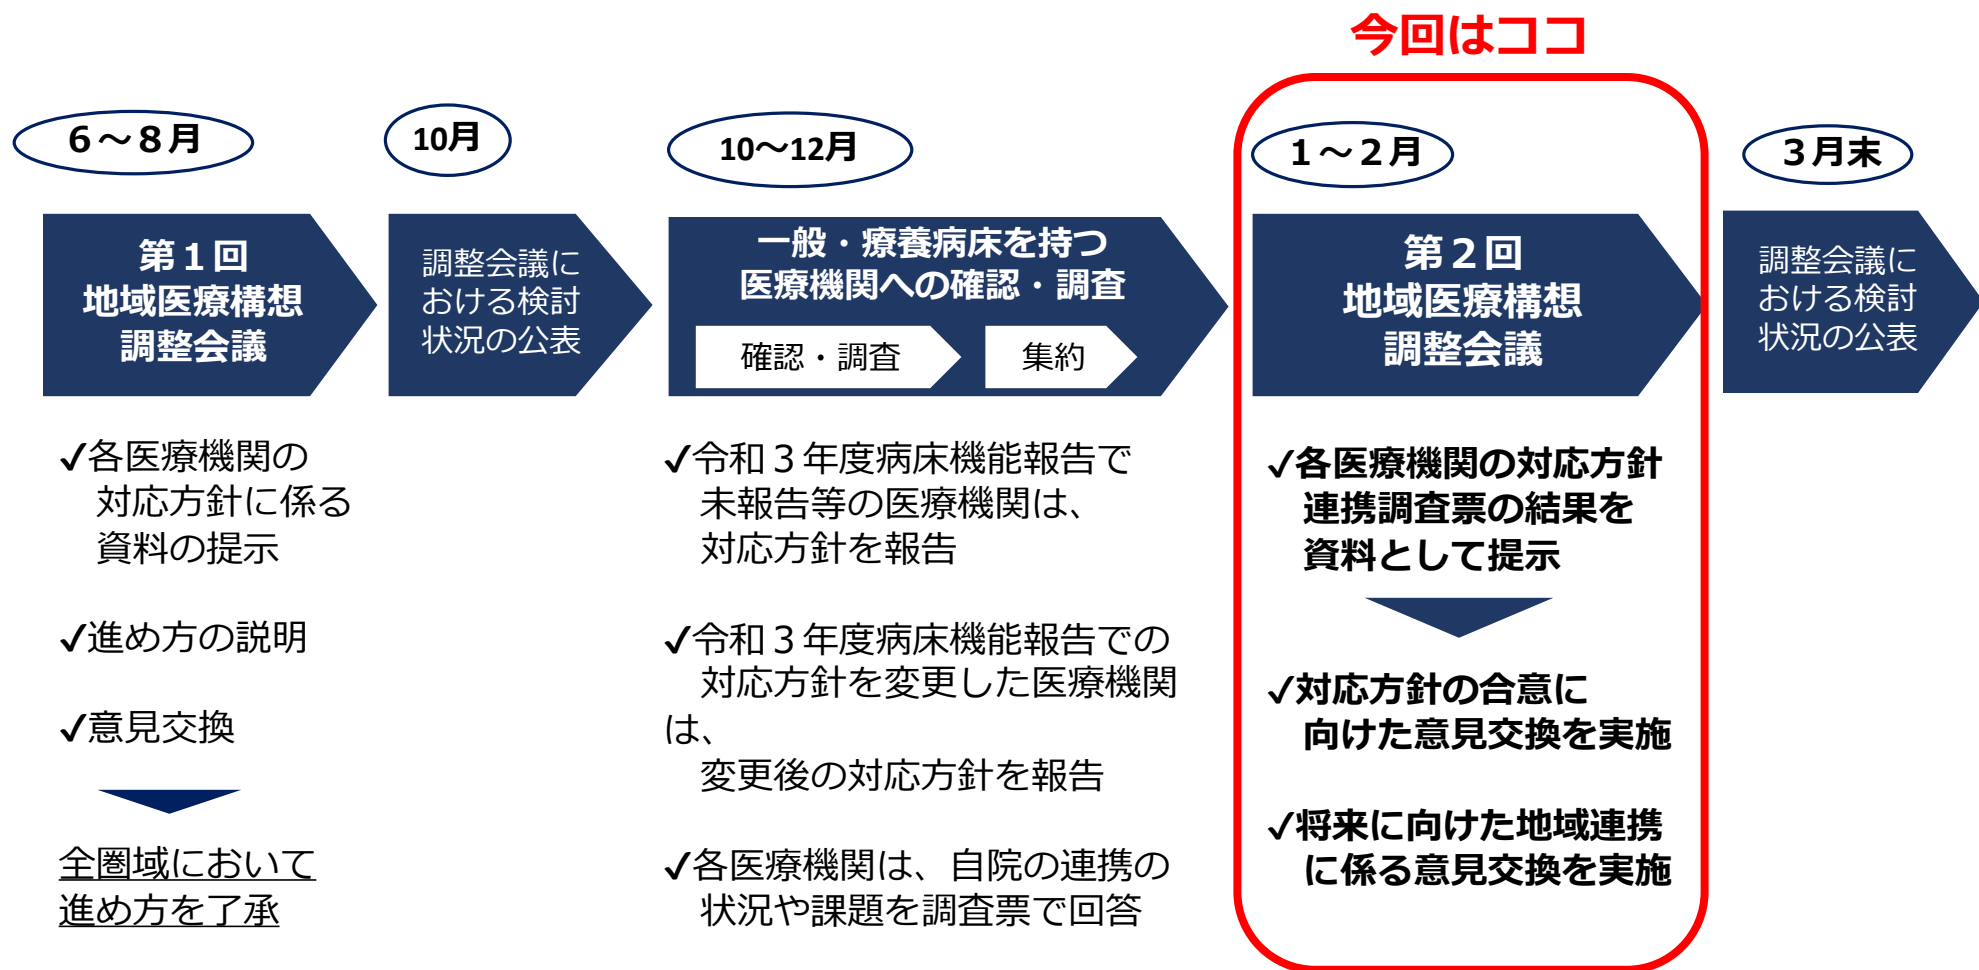 今回はココ
６～８月
第１回
地域医療構想
調整会議
✓各医療機関の
対応方針に係る
資料の提示
✓進め方の説明
✓意見交換
全圏域において
進め方を了承
10月
調整会議に
おける検討
状況の公表
10～12月
一般・療養病床を持つ
医療機関への確認・調査
確認・調査
集約
✓令和３年度病床機能報告で
未報告等の医療機関は、
対応方針を報告
✓令和３年度病床機能報告での
対応方針を変更した医療機関
は、
変更後の対応方針を報告
✓各医療機関は、自院の連携の
状況や課題を調査票で回答
１～２月
第２回
地域医療構想
調整会議
✓各医療機関の対応方針
連携調査票の結果を
資料として提示
✓対応方針の合意に
向けた意見交換を実施
✓将来に向けた地域連携
に係る意見交換を実施
３月末
調整会議に
おける検討
状況の公表